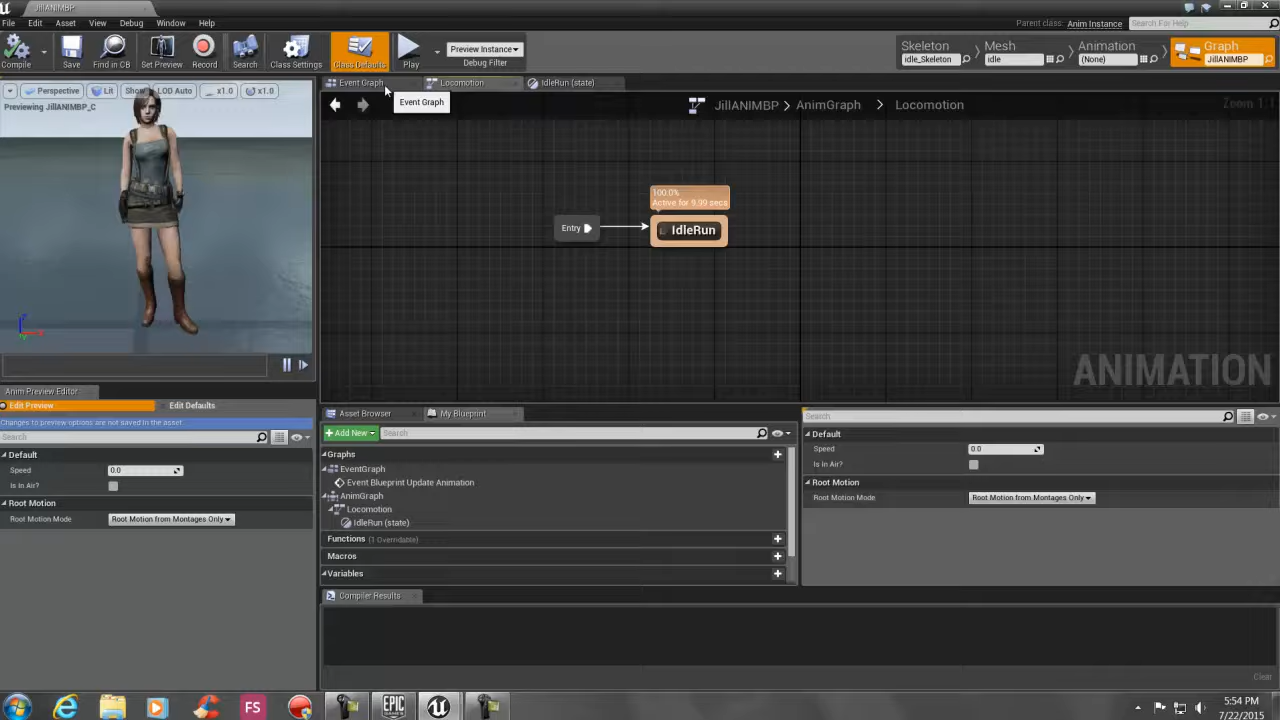 JillANIMBP
File Edit Asset View Debug Window Help
Parent class: Anim Instance Search For Help
Compile Save Find in CB Set Preview Record Search Class Settings Class Defaults Play
Preview Instance
Debug Filter
Skeleton
idle_Skeleton
Mesh
idle
Animation
(None)
Graph
JillANIMBP
Event Graph Locomotion IdleRun (state)
Perspective Lit Show LOD Auto x1.0 x1.0
Previewing JillANIMBP_C
Event Graph
JillANIMBP > AnimGraph > Locomotion
Zoom 1:1
100.0%
Active for 9.99 secs
Entry
IdleRun
ANIMATION
Anim Preview Editor
Edit Preview Edit Defaults
Changes to preview options are not saved in the asset
Search
Default
Speed 0.0
Is In Air?
Root Motion
Root Motion Mode Root Motion from Montages Only
Asset Browser My Blueprint
Add New Search
Graphs
EventGraph
Event Blueprint Update Animation
AnimGraph
Locomotion
IdleRun (state)
Functions (1 Overridable)
Macros
Variables
Search
Default
Speed 0.0
Is In Air?
Root Motion
Root Motion Mode Root Motion from Montages Only
Compiler Results
Clear
FS
EPIC
5:54 PM
7/22/2015